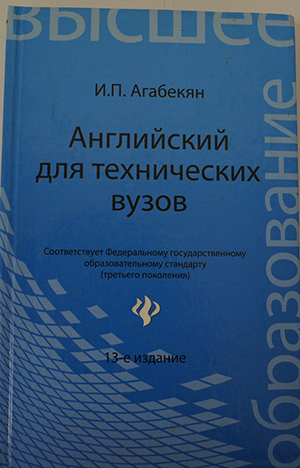 высшее
образование
И.П. Агабекян
Английский
для технических
вузов
Соответствует Федеральному государственному
образовательному стандарту
(третьего поколения)
13-е издание